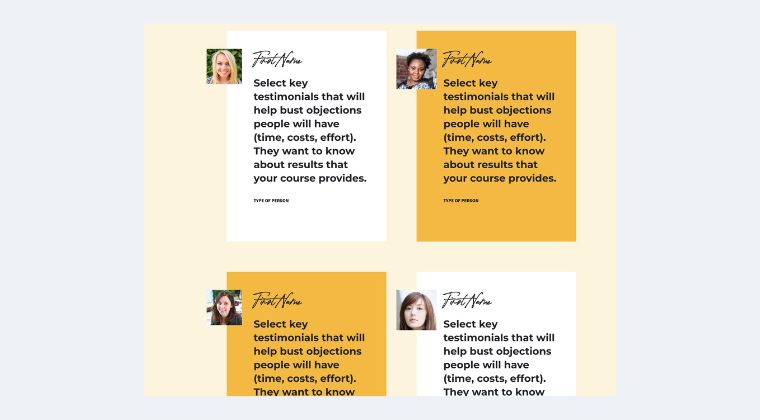 First Name
Select key
testimonials that will
help bust objections
people will have
(time, costs, effort).
They want to know
about results that
your course provides.
TYPE OF PERSON
First Name
Select key
testimonials that will
help bust objections
people will have
(time, costs, effort).
They want to know
about results that
your course provides.
TYPE OF PERSON
First Name
Select key
testimonials that will
help bust objections
people will have
(time, costs, effort).
They want to know
First Name
Select key
testimonials that will
help bust objections
people will have
(time, costs, effort).
They want to know